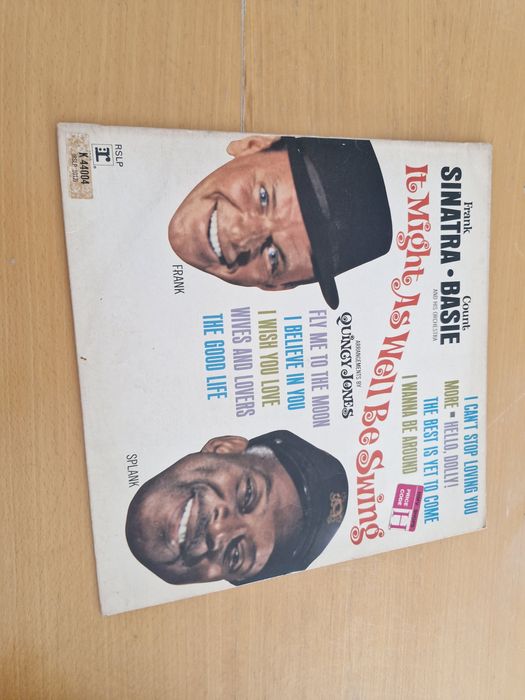 Frank
SINATRA • Count
BASIE
AND HIS ORCHESTRA
It Might As Well Be Swing
I CAN'T STOP LOVING YOU
MORE • HELLO, DOLLY!
THE BEST IS YET TO COME
I WANNA BE AROUND
ARRANGEMENTS BY
QUINCY JONES
FLY ME TO THE MOON
I BELIEVE IN YOU
I WISH YOU LOVE
WIVES AND LOVERS
THE GOOD LIFE
PRICE
CODE
H
FRANK
SPLANK
RSLP
r:
K 44004